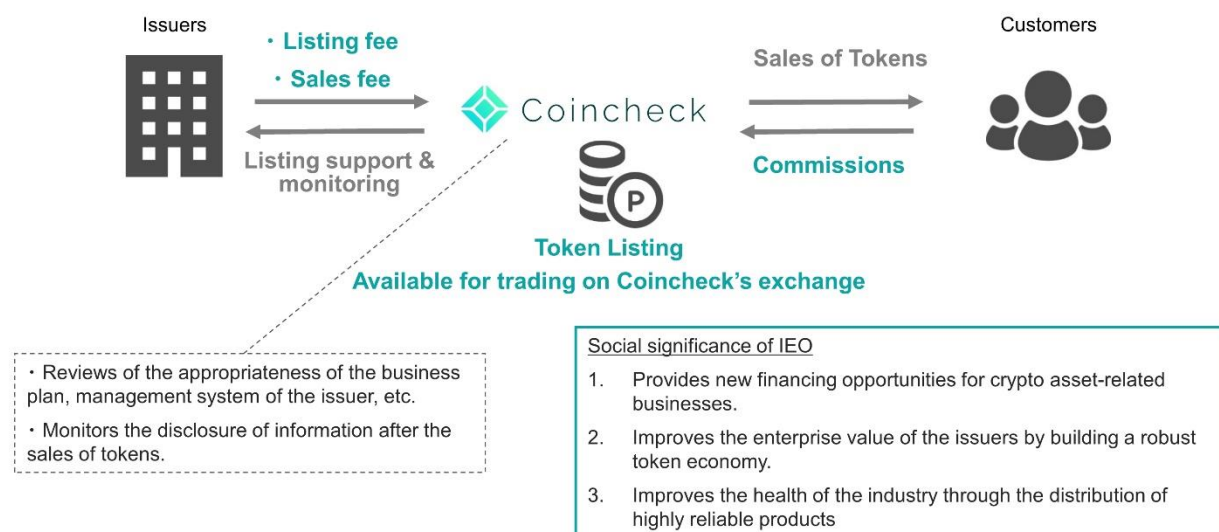 Issuers
・Listing fee
・Sales fee
Listing support &
monitoring
Coincheck
P
Token Listing
Available for trading on Coincheck's exchange
Sales of Tokens
Commissions
Customers
・Reviews of the appropriateness of the business
plan, management system of the issuer, etc.
・Monitors the disclosure of information after the
sales of tokens.
Social significance of IEO
1. Provides new financing opportunities for crypto asset-related
businesses.
2. Improves the enterprise value of the issuers by building a robust
token economy.
3. Improves the health of the industry through the distribution of
highly reliable products